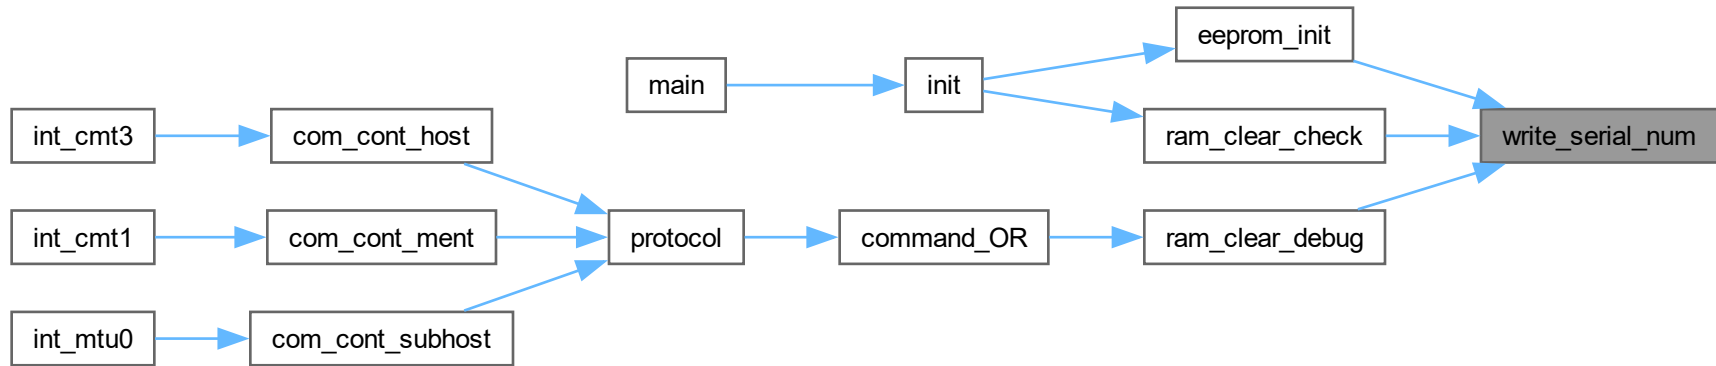 eeprom_init
main
init
int_cmt3
com_cont_host
ram_clear_check
write_serial_num
int_cmt1
com_cont_ment
protocol
command_OR
ram_clear_debug
int_mtu0
com_cont_subhost